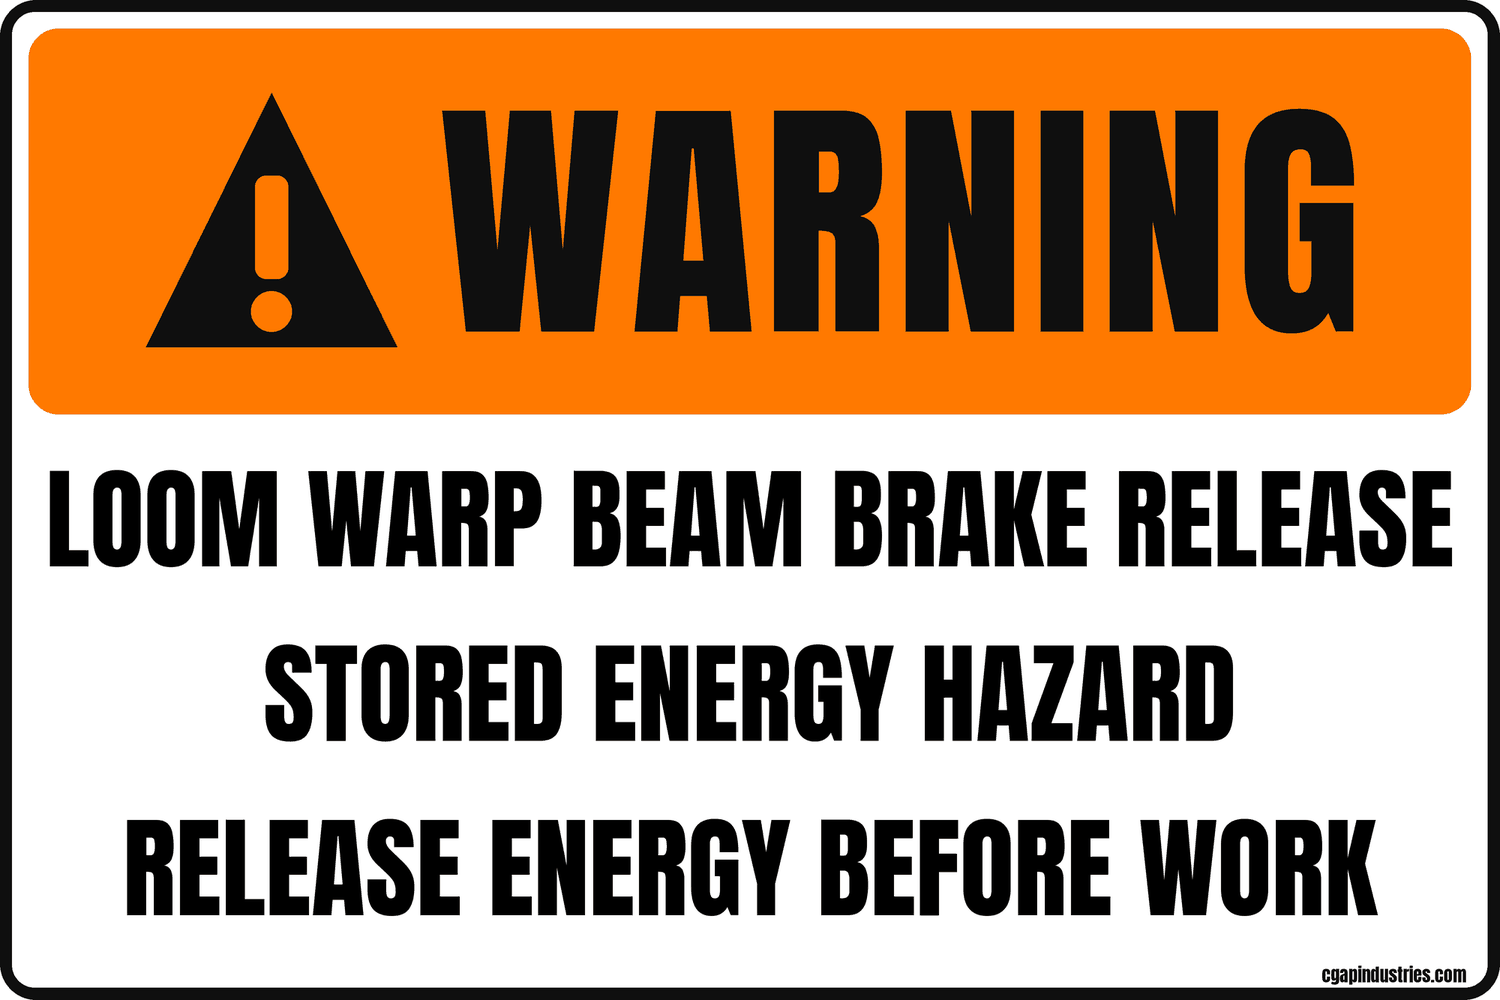 WARNING
LOOM WARP BEAM BRAKE RELEASE
STORED ENERGY HAZARD
RELEASE ENERGY BEFORE WORK
cgapindustries.com